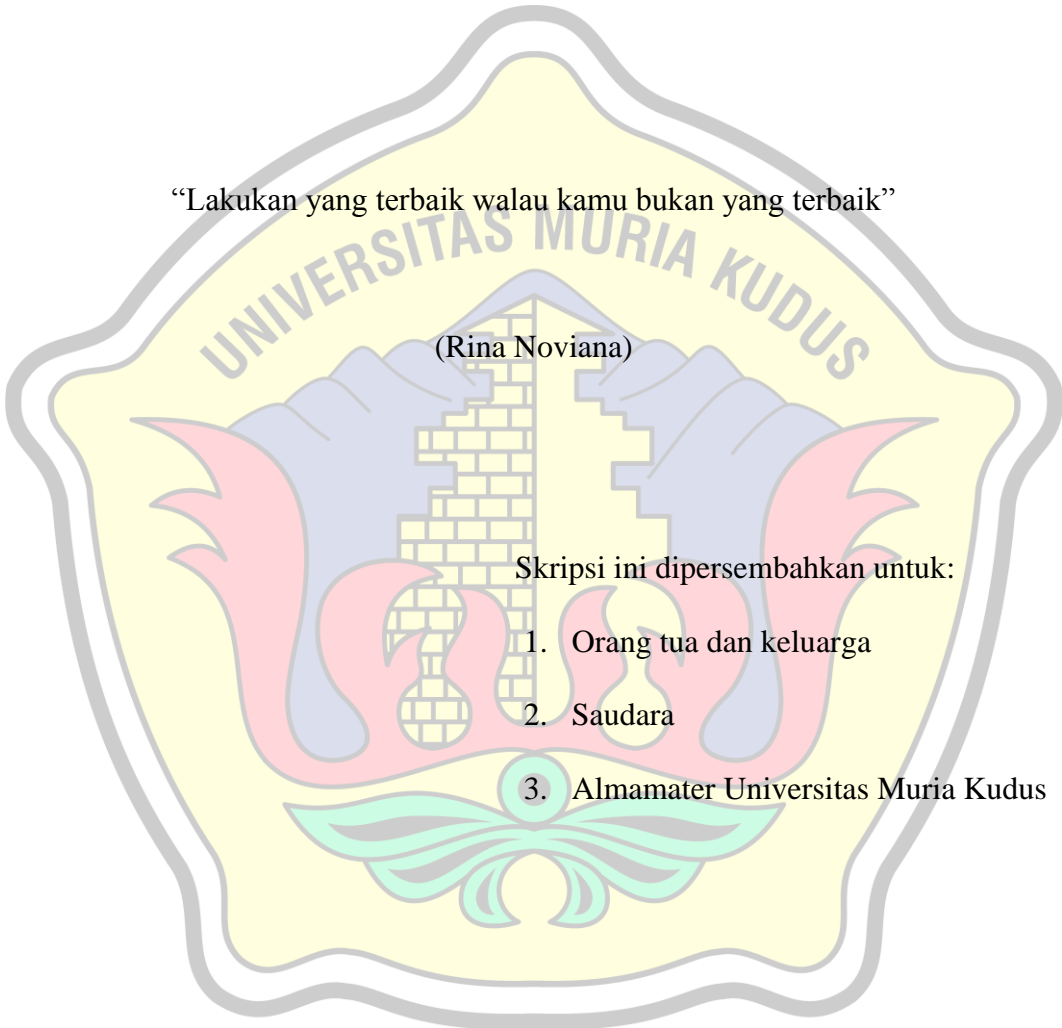 “Lakukan yang terbaik walau kamu bukan yang terbaik”
UNIVERSITAS MURIA KUDUS
(Rina Noviana)
Skripsi ini dipersembahkan untuk:
1. Orang tua dan keluarga
2. Saudara
3. Almamater Universitas Muria Kudus